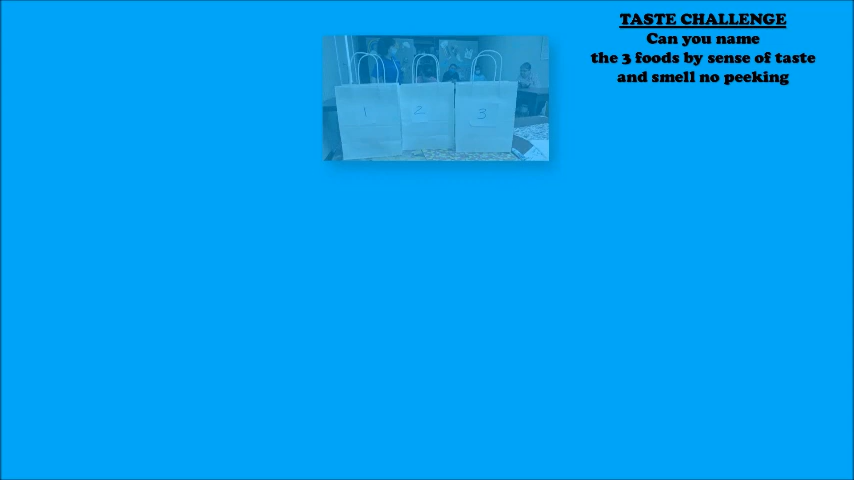 TASTE CHALLENGE
Can you name
the 3 foods by sense of taste
and smell no peeking
1
2
3